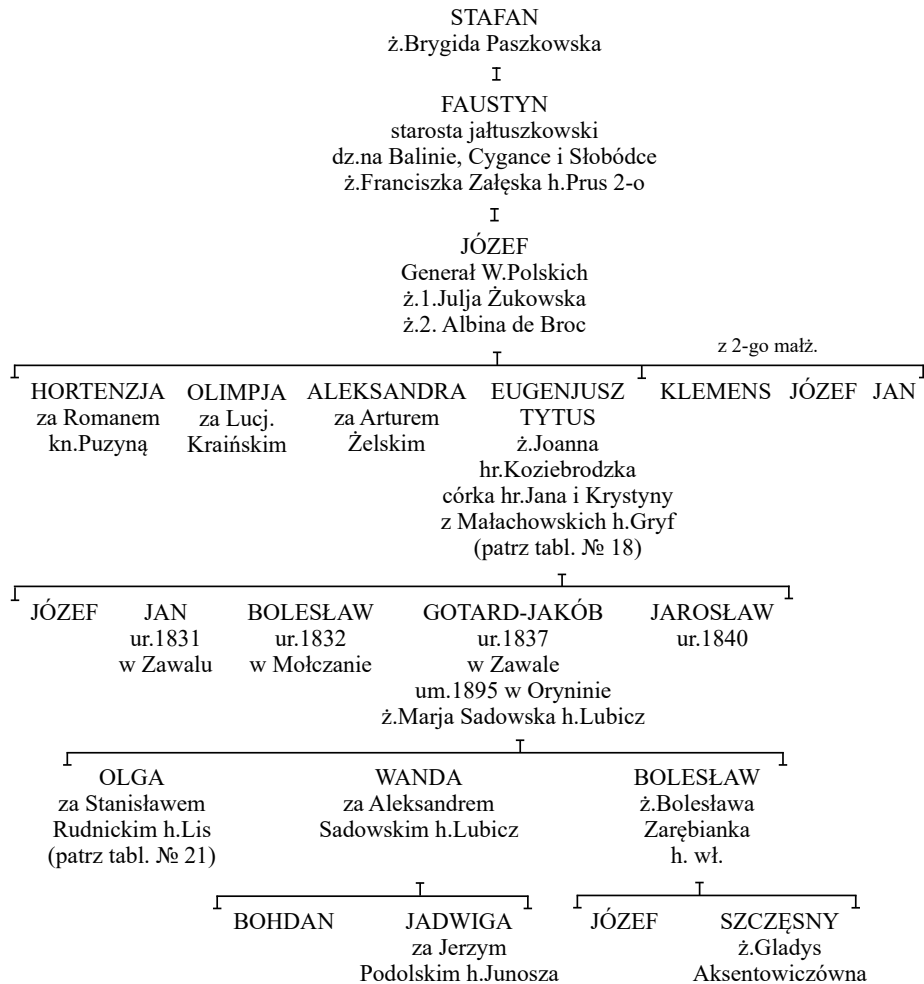 STAFAN
ż.Brygida Paszkowska
FAUSTYN
starosta jałtuszkowski
dz.na Balinie, Cygance i Słobódce
ż.Franciszka Załęska h.Prus 2-o
JÓZEF
Generał W.Polskich
ż.1.Julja Żukowska
ż.2. Albina de Broc
z 2-go małż.
HORTENZJA
za Romanem
kn.Puzyną
OLIMPJA
za Lucj.
Kraińskim
ALEKSANDRA
za Arturem
Żelskim
EUGENJUSZ
TYTUS
ż.Joanna
hr.Koziebrodzka
córka hr.Jana i Krystyny
z Małachowskich h.Gryf
(patrz tabl. № 18)
KLEMENS
JÓZEF
JAN
JÓZEF
JAN
ur.1831
w Zawalu
BOLESŁAW
ur.1832
w Mołczanie
GOTARD-JAKÓB
ur.1837
w Zawale
um.1895 w Oryninie
ż.Marja Sadowska h.Lubicz
JAROSŁAW
ur.1840
OLGA
za Stanisławem
Rudnickim h.Lis
(patrz tabl. № 21)
WANDA
za Aleksandrem
Sadowskim h.Lubicz
BOLESŁAW
ż.Bolesława
Zarębianka
h. wł.
BOHDAN
JADWIGA
za Jerzym
Podolskim h.Junosza
JÓZEF
SZCZĘSNY
ż.Gladys
Aksentowiczówna